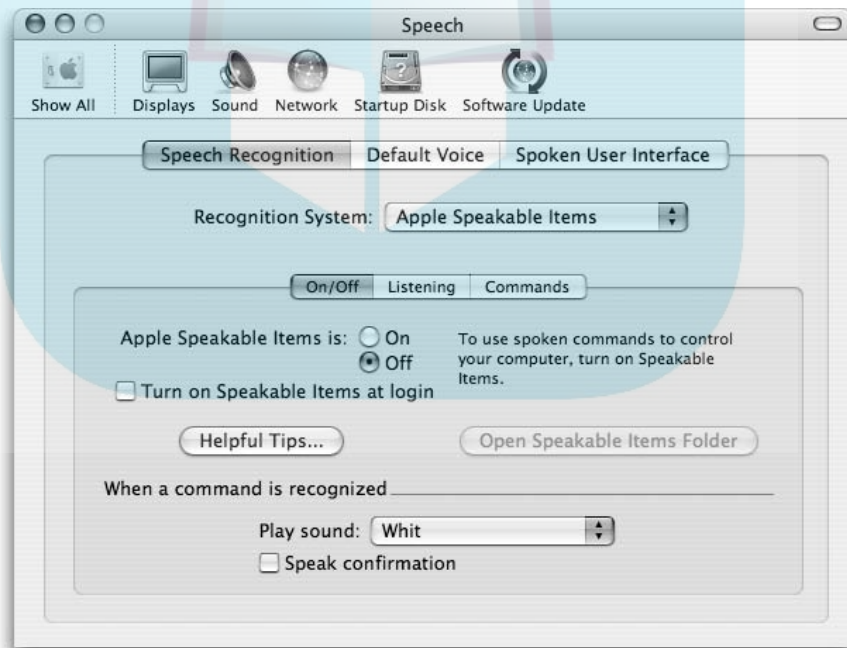 Speech
Show All Displays Sound Network Startup Disk Software Update
Speech Recognition Default Voice Spoken User Interface
Recognition System: Apple Speakable Items
On/Off Listening Commands
Apple Speakable Items is: On
Off
To use spoken commands to control
your computer, turn on Speakable
Items.
Turn on Speakable Items at login
Helpful Tips... Open Speakable Items Folder
When a command is recognized
Play sound: Whit
Speak confirmation